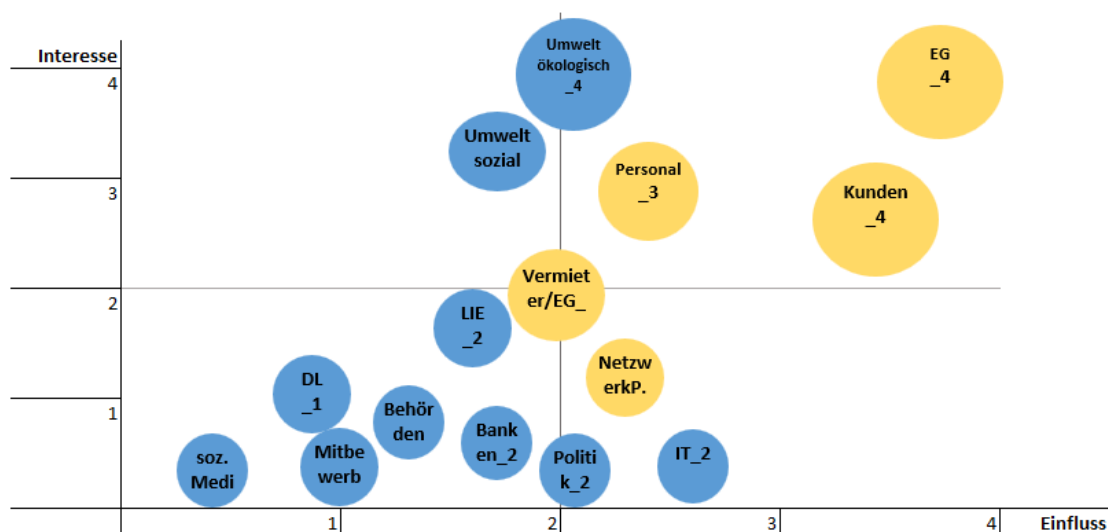 Interesse
4
3
2
1
Umwelt
ökologisch
_4
EG
_4
Umwelt
sozial
Personal
_3
Kunden
_4
Vermiet
er/EG_
LIE
_2
Netzw
erkP.
DL
_1
Behör
den
Bank
en_2
soz.
Medi
Mitbe
werb
Politi
k_2
IT_2
1
2
3
4
Einfluss